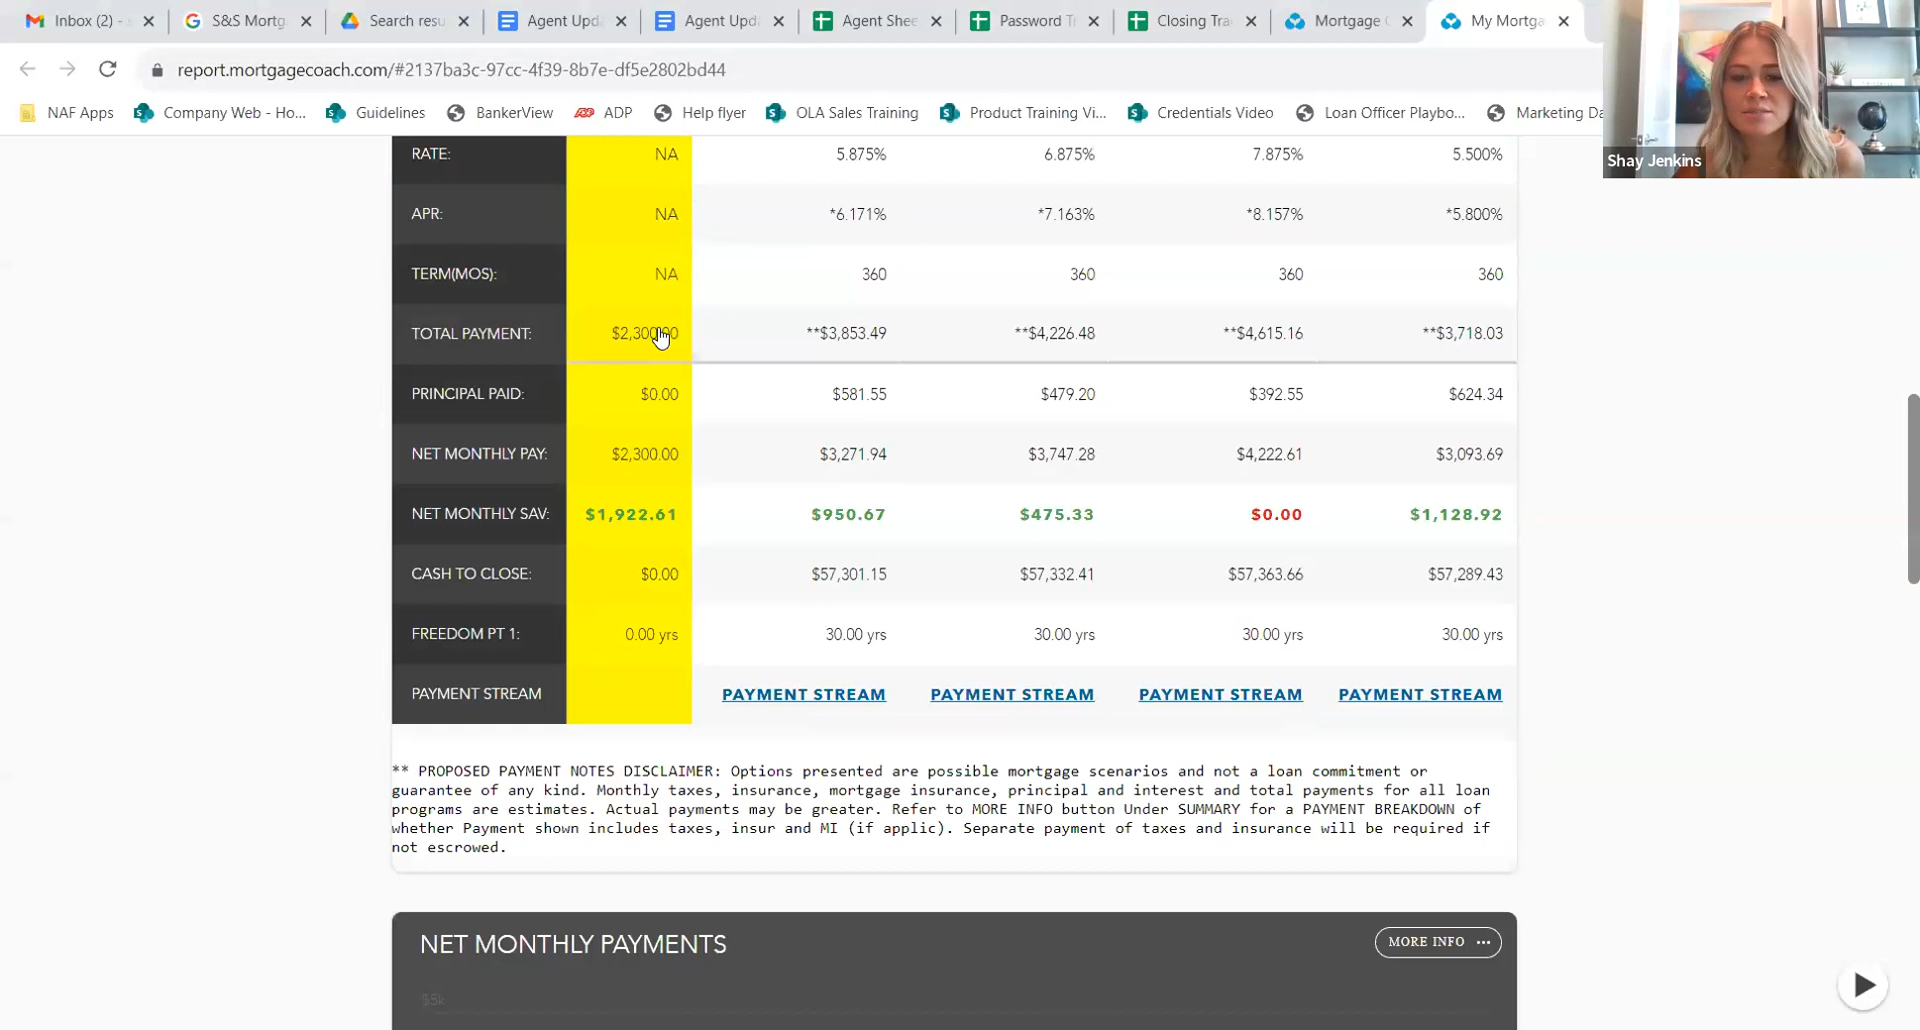 Inbox (2) - s
S&S Mortg
Search resu
Agent Upda
Agent Upda
Agent Shee
Password Tr
Closing Tra
Mortgage C
My Mortga
report.mortgagecoach.com/#2137ba3c-97cc-4f39-8b7e-df5e2802bd44
NAF Apps
Company Web - Ho...
Guidelines
BankerView
ADP
Help flyer
OLA Sales Training
Product Training Vi...
Credentials Video
Loan Officer Playbo...
Marketing Da
Shay Jenkins
RATE: NA 5.875% 6.875% 7.875% 5.500%
APR: NA *6.171% *7.163% *8.157% *5.800%
TERM(MOS): NA 360 360 360 360
TOTAL PAYMENT: $2,300.00 **$3,853.49 **$4,226.48 **$4,615.16 **$3,718.03
PRINCIPAL PAID: $0.00 $581.55 $479.20 $392.55 $624.34
NET MONTHLY PAY: $2,300.00 $3,271.94 $3,747.28 $4,222.61 $3,093.69
NET MONTHLY SAV: $1,922.61 $950.67 $475.33 $0.00 $1,128.92
CASH TO CLOSE: $0.00 $57,301.15 $57,332.41 $57,363.66 $57,289.43
FREEDOM PT 1: 0.00 yrs 30.00 yrs 30.00 yrs 30.00 yrs 30.00 yrs
PAYMENT STREAM PAYMENT STREAM PAYMENT STREAM PAYMENT STREAM PAYMENT STREAM
** PROPOSED PAYMENT NOTES DISCLAIMER: Options presented are possible mortgage scenarios and not a loan commitment or
guarantee of any kind. Monthly taxes, insurance, mortgage insurance, principal and interest and total payments for all loan
programs are estimates. Actual payments may be greater. Refer to MORE INFO button Under SUMMARY for a PAYMENT BREAKDOWN of
whether Payment shown includes taxes, insur and MI (if applic). Separate payment of taxes and insurance will be required if
not escrowed.
NET MONTHLY PAYMENTS
MORE INFO ...
$5k